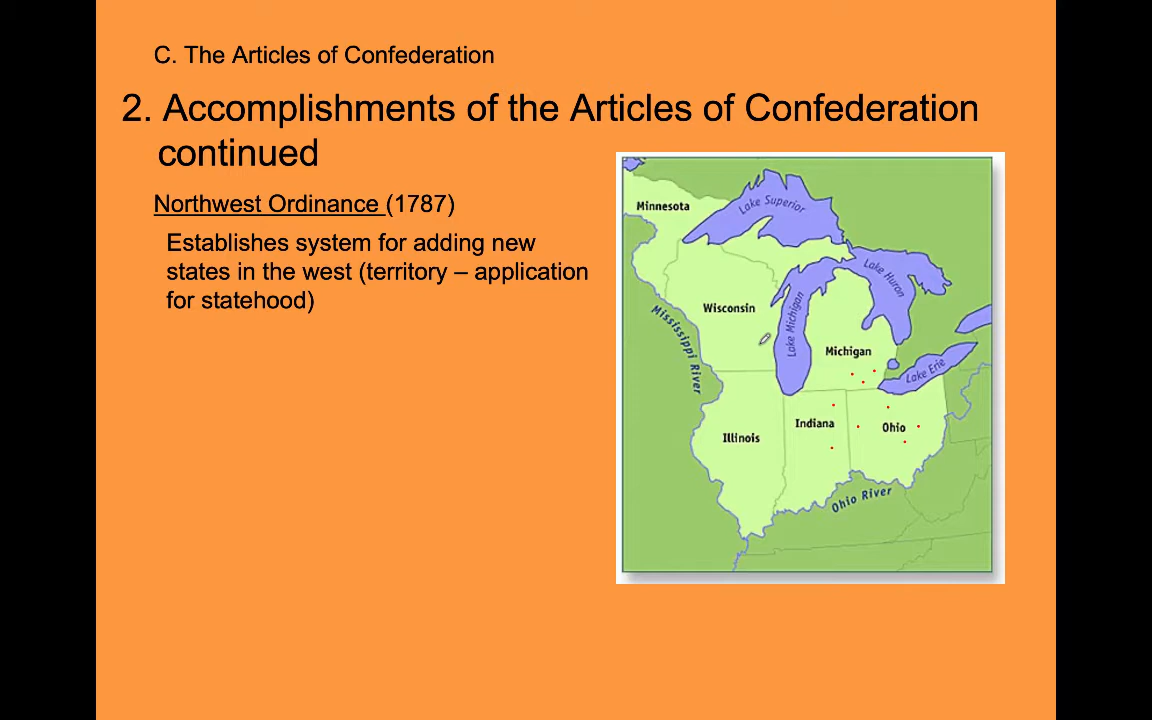 C. The Articles of Confederation
2. Accomplishments of the Articles of Confederation
continued
Northwest Ordinance (1787)
Establishes system for adding new
states in the west (territory – application
for statehood)
Minnesota
Lake Superior
Lake Huron
Wisconsin
Lake Michigan
Mississippi River
Michigan
Lake Erie
Indiana
Ohio
Illinois
Ohio River